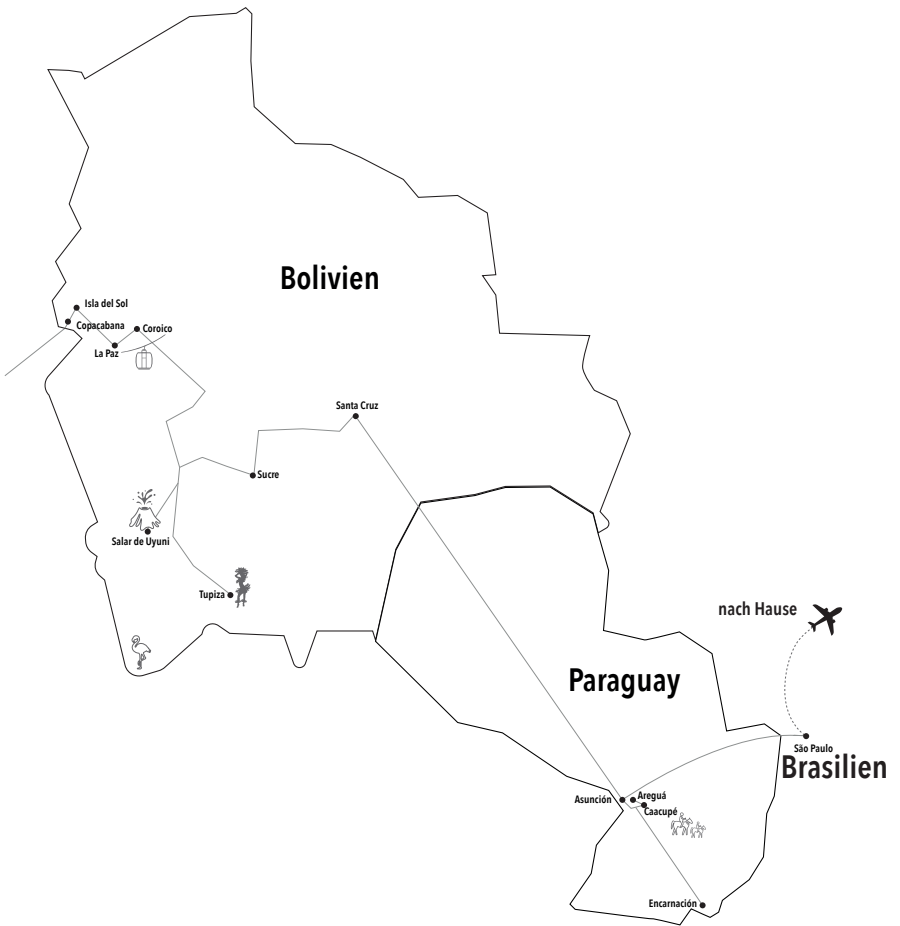 Bolivien
Isla del Sol
Copacabana
Coroico
La Paz
Santa Cruz
Sucre
Salar de Uyuni
Tupiza
nach Hause
Paraguay
São Paulo
Brasilien
Asunción
Areguá
Caacupé
Encarnación